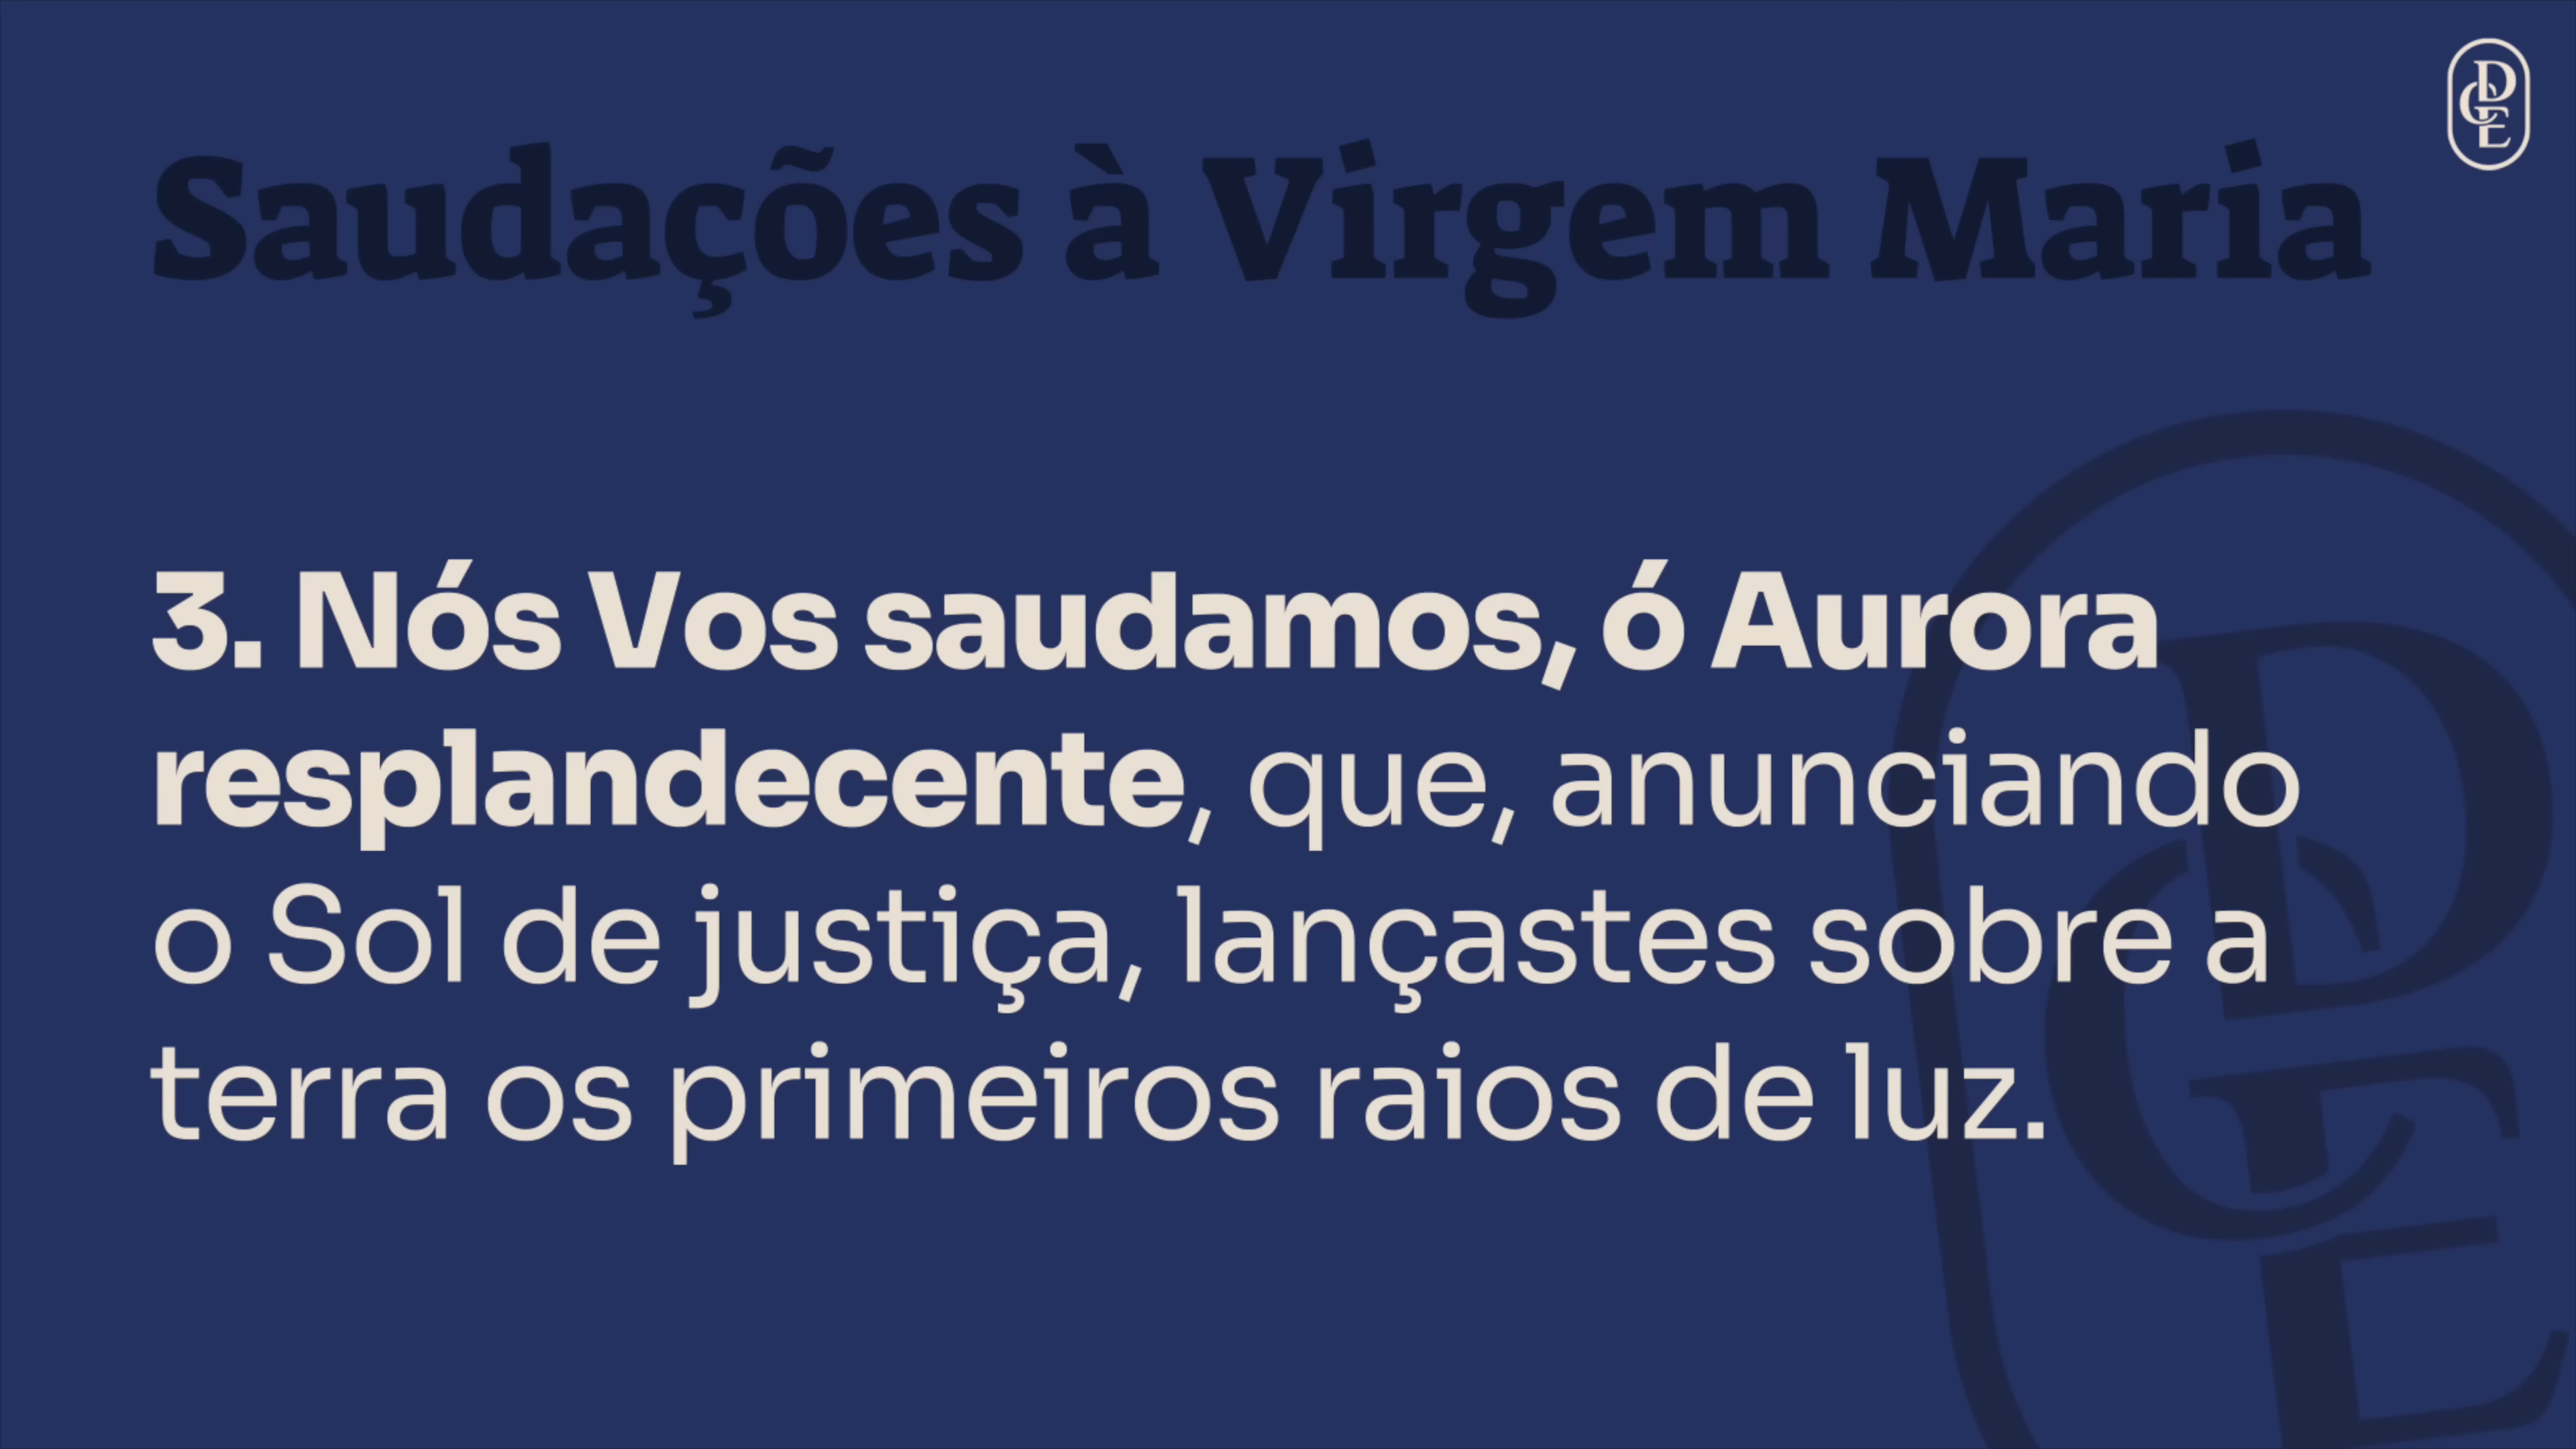 Saudações à Virgem Maria
3. Nós Vos saudamos, ó Aurora
resplandecente, que, anunciando
o Sol de justiça, lançastes sobre a
terra os primeiros raios de luz.